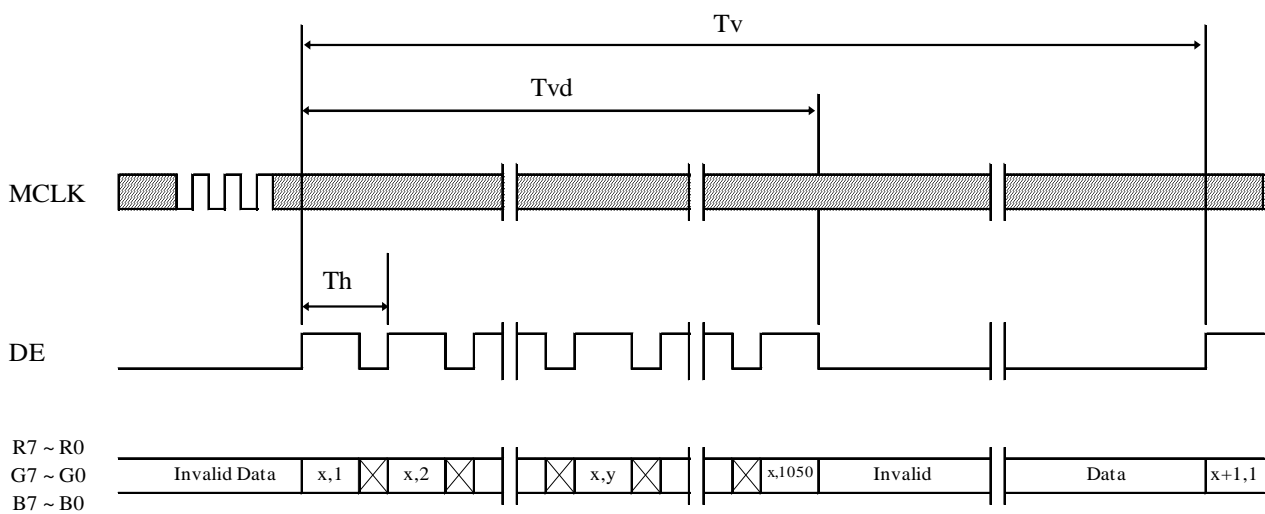 Tv
Tvd
MCLK
Th
DE
R7 ~ R0
G7 ~ G0
B7 ~ B0
Invalid Data
x,1
x,2
x,y
x,1050
Invalid
Data
x+1,1